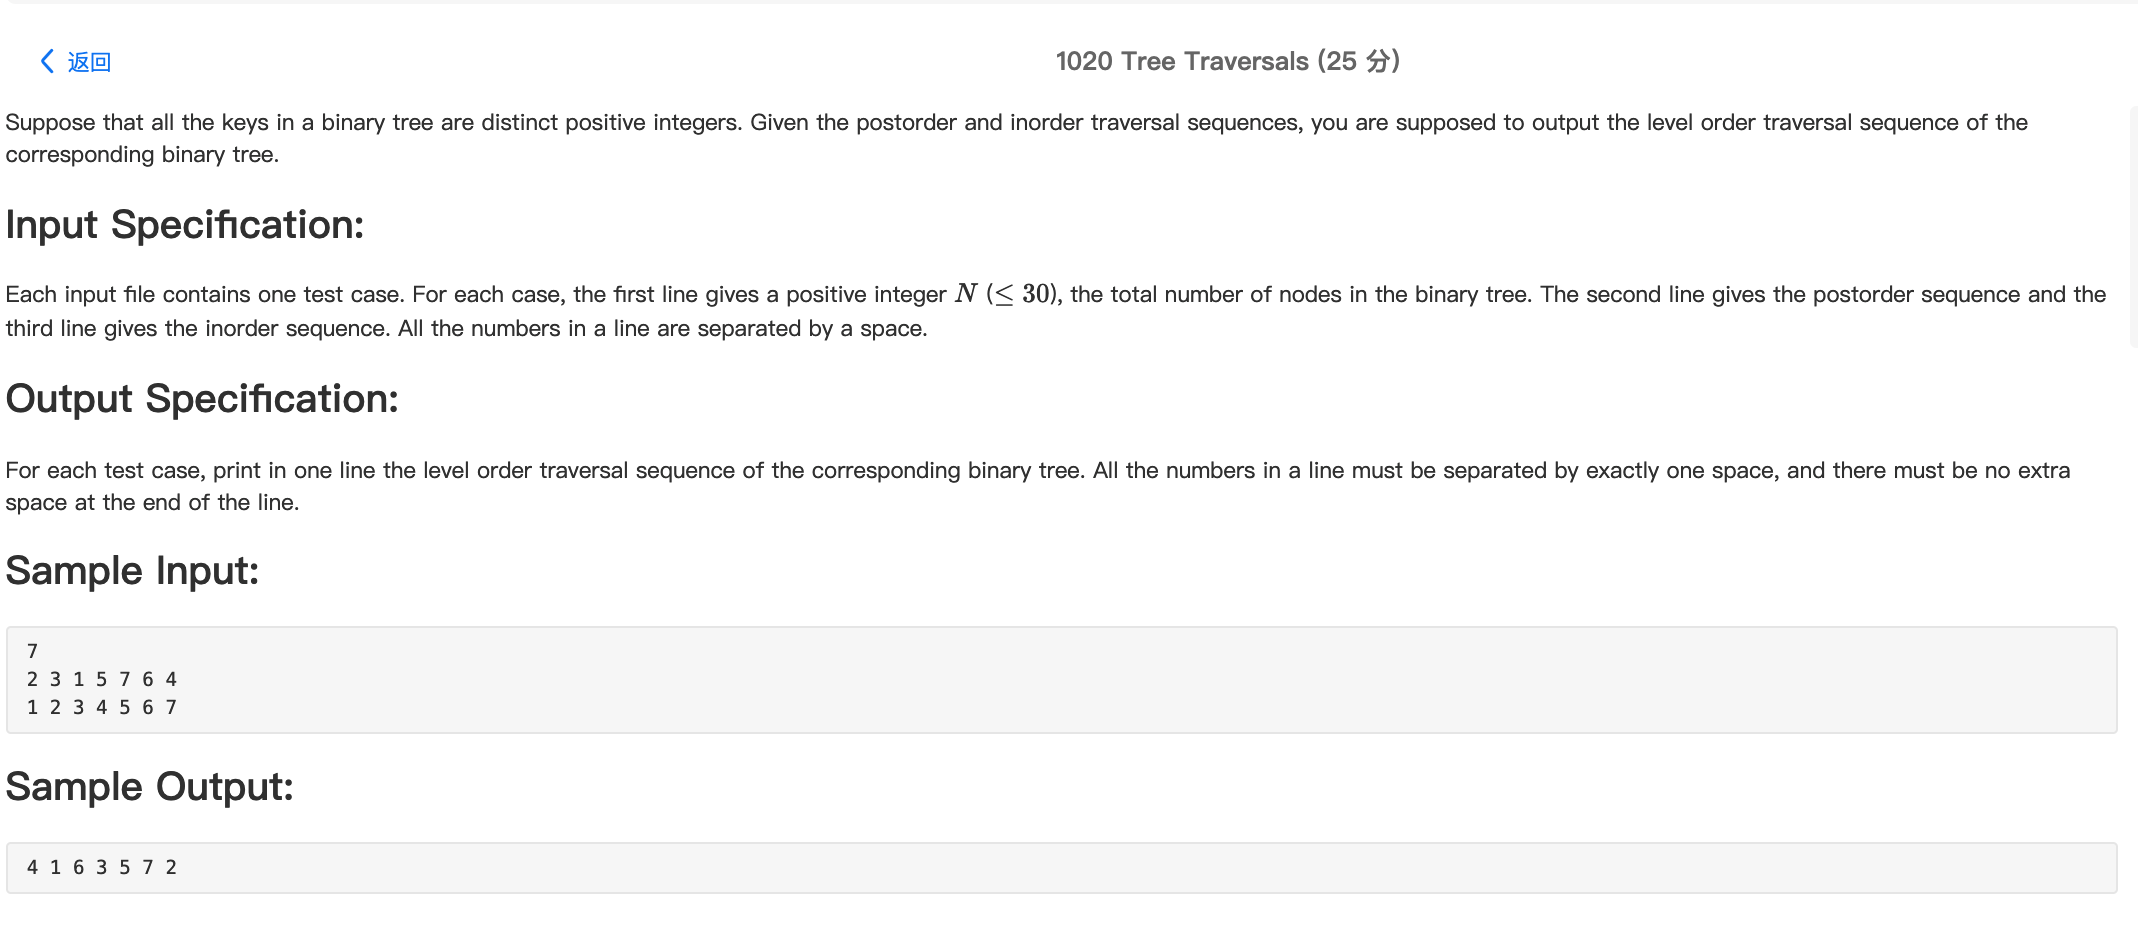 返回
1020 Tree Traversals (25 分)
Suppose that all the keys in a binary tree are distinct positive integers. Given the postorder and inorder traversal sequences, you are supposed to output the level order traversal sequence of the
corresponding binary tree.
Input Specification:
Each input file contains one test case. For each case, the first line gives a positive integer N (≤ 30), the total number of nodes in the binary tree. The second line gives the postorder sequence and the
third line gives the inorder sequence. All the numbers in a line are separated by a space.
Output Specification:
For each test case, print in one line the level order traversal sequence of the corresponding binary tree. All the numbers in a line must be separated by exactly one space, and there must be no extra
space at the end of the line.
Sample Input:
7
2 3 1 5 7 6 4
1 2 3 4 5 6 7
Sample Output:
4 1 6 3 5 7 2